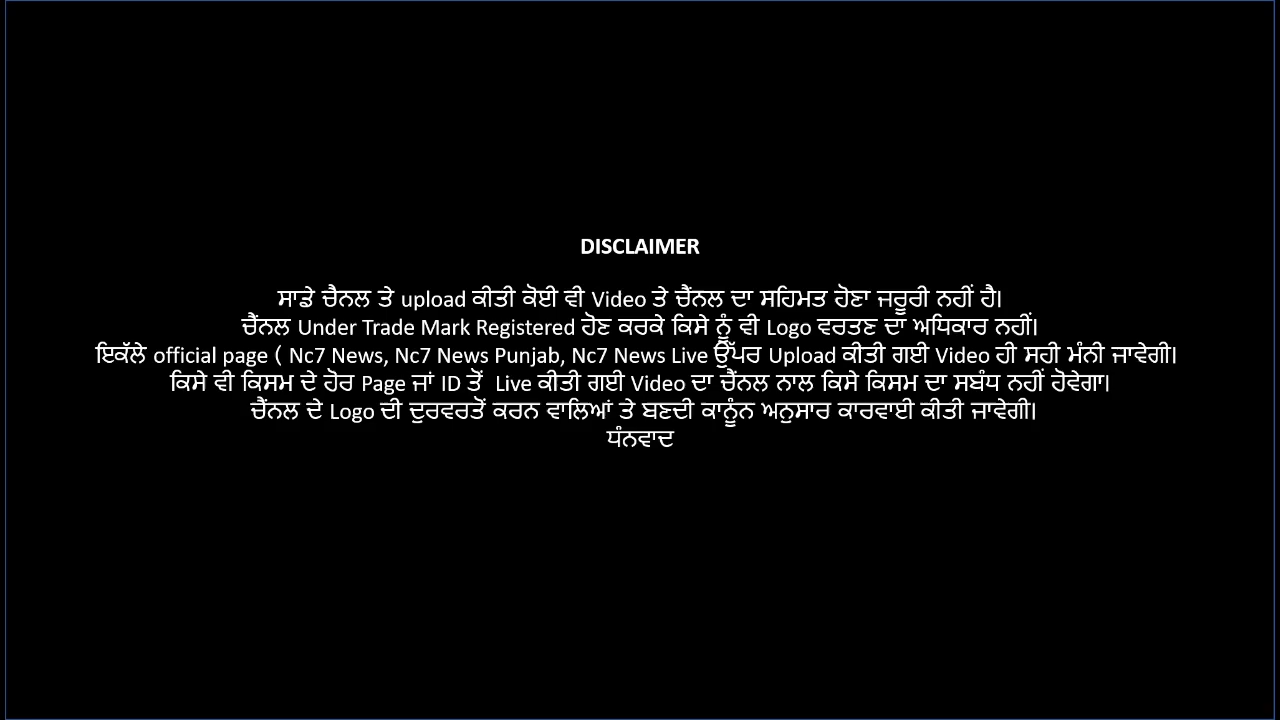 DISCLAIMER
ਸਾਡੇ ਚੈਨਲ ਤੇ upload ਕੀਤੀ ਕੋਈ ਵੀ Video ਤੇ ਚੈਂਨਲ ਦਾ ਸਹਿਮਤ ਹੋਣਾ ਜਰੂਰੀ ਨਹੀਂ ਹੈ।
ਚੈਂਨਲ Under Trade Mark Registered ਹੋਣ ਕਰਕੇ ਕਿਸੇ ਨੂੰ ਵੀ Logo ਵਰਤਣ ਦਾ ਅਧਿਕਾਰ ਨਹੀਂ।
ਇਕੱਲੇ official page ( Nc7 News, Nc7 News Punjab, Nc7 News Live ਉੱਪਰ Upload ਕੀਤੀ ਗਈ Video ਹੀ ਸਹੀ ਮੰਨੀ ਜਾਵੇਗੀ।
ਕਿਸੇ ਵੀ ਕਿਸਮ ਦੇ ਹੋਰ Page ਜਾਂ ID ਤੋਂ Live ਕੀਤੀ ਗਈ Video ਦਾ ਚੈਂਨਲ ਨਾਲ ਕਿਸੇ ਕਿਸਮ ਦਾ ਸਬੰਧ ਨਹੀਂ ਹੋਵੇਗਾ।
ਚੈਂਨਲ ਦੇ Logo ਦੀ ਦੁਰਵਰਤੋਂ ਕਰਨ ਵਾਲਿਆਂ ਤੇ ਬਣਦੀ ਕਾਨੂੰਨ ਅਨੁਸਾਰ ਕਾਰਵਾਈ ਕੀਤੀ ਜਾਵੇਗੀ।
ਧੰਨਵਾਦ